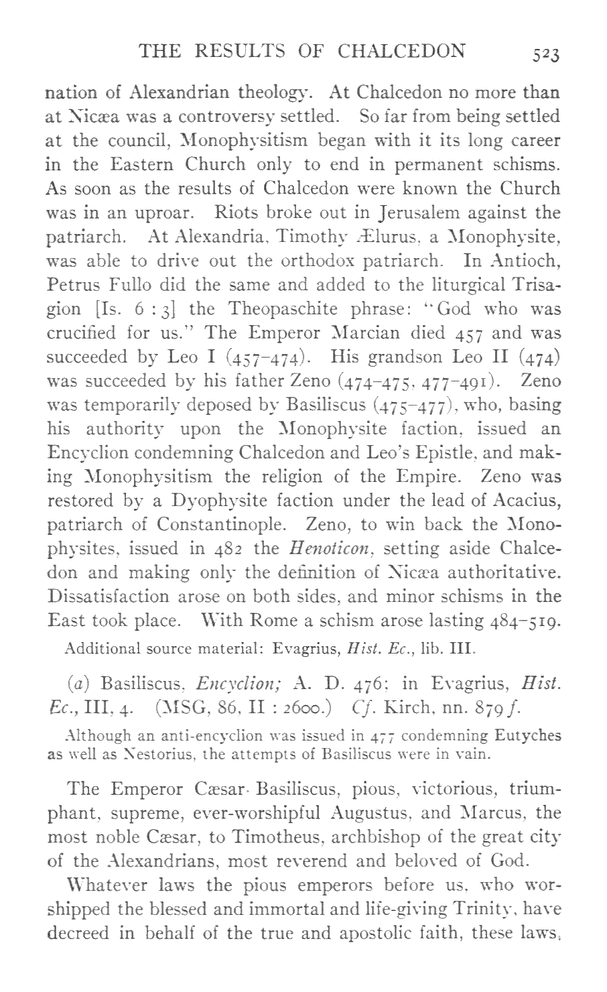 THE RESULTS OF CHALCEDON 523
nation of Alexandrian theology. At Chalcedon no more than
at Nicæa was a controversy settled. So far from being settled
at the council, Monophysitism began with it its long career
in the Eastern Church only to end in permanent schisms.
As soon as the results of Chalcedon were known the Church
was in an uproar. Riots broke out in Jerusalem against the
patriarch. At Alexandria, Timothy Ælurus, a Monophysite,
was able to drive out the orthodox patriarch. In Antioch,
Petrus Fullo did the same and added to the liturgical Trisa-
gion [Is. 6 : 3] the Theopaschite phrase: "God who was
crucified for us." The Emperor Marcian died 457 and was
succeeded by Leo I (457–474). His grandson Leo II (474)
was succeeded by his father Zeno (474–475, 477–491). Zeno
was temporarily deposed by Basiliscus (475–477), who, basing
his authority upon the Monophysite faction, issued an
Encyclion condemning Chalcedon and Leo's Epistle, and mak-
ing Monophysitism the religion of the Empire. Zeno was
restored by a Dyophysite faction under the lead of Acacius,
patriarch of Constantinople. Zeno, to win back the Mono-
physites, issued in 482 the Henoticon, setting aside Chalce-
don and making only the definition of Nicæa authoritative.
Dissatisfaction arose on both sides, and minor schisms in the
East took place. With Rome a schism arose lasting 484–519.
Additional source material: Evagrius, Hist. Ec., lib. III.
(a) Basiliscus, Encyclion; A. D. 476; in Evagrius, Hist.
Ec., III, 4. (MSG, 86, II : 2600.) Cf. Kirch, nn. 879 f.
Although an anti-encyclion was issued in 477 condemning Eutyches
as well as Nestorius, the attempts of Basiliscus were in vain.
The Emperor Cæsar Basiliscus, pious, victorious, trium-
phant, supreme, ever-worshipful Augustus, and Marcus, the
most noble Cæsar, to Timotheus, archbishop of the great city
of the Alexandrians, most reverend and beloved of God.
Whatever laws the pious emperors before us, who wor-
shipped the blessed and immortal and life-giving Trinity, have
decreed in behalf of the true and apostolic faith, these laws,